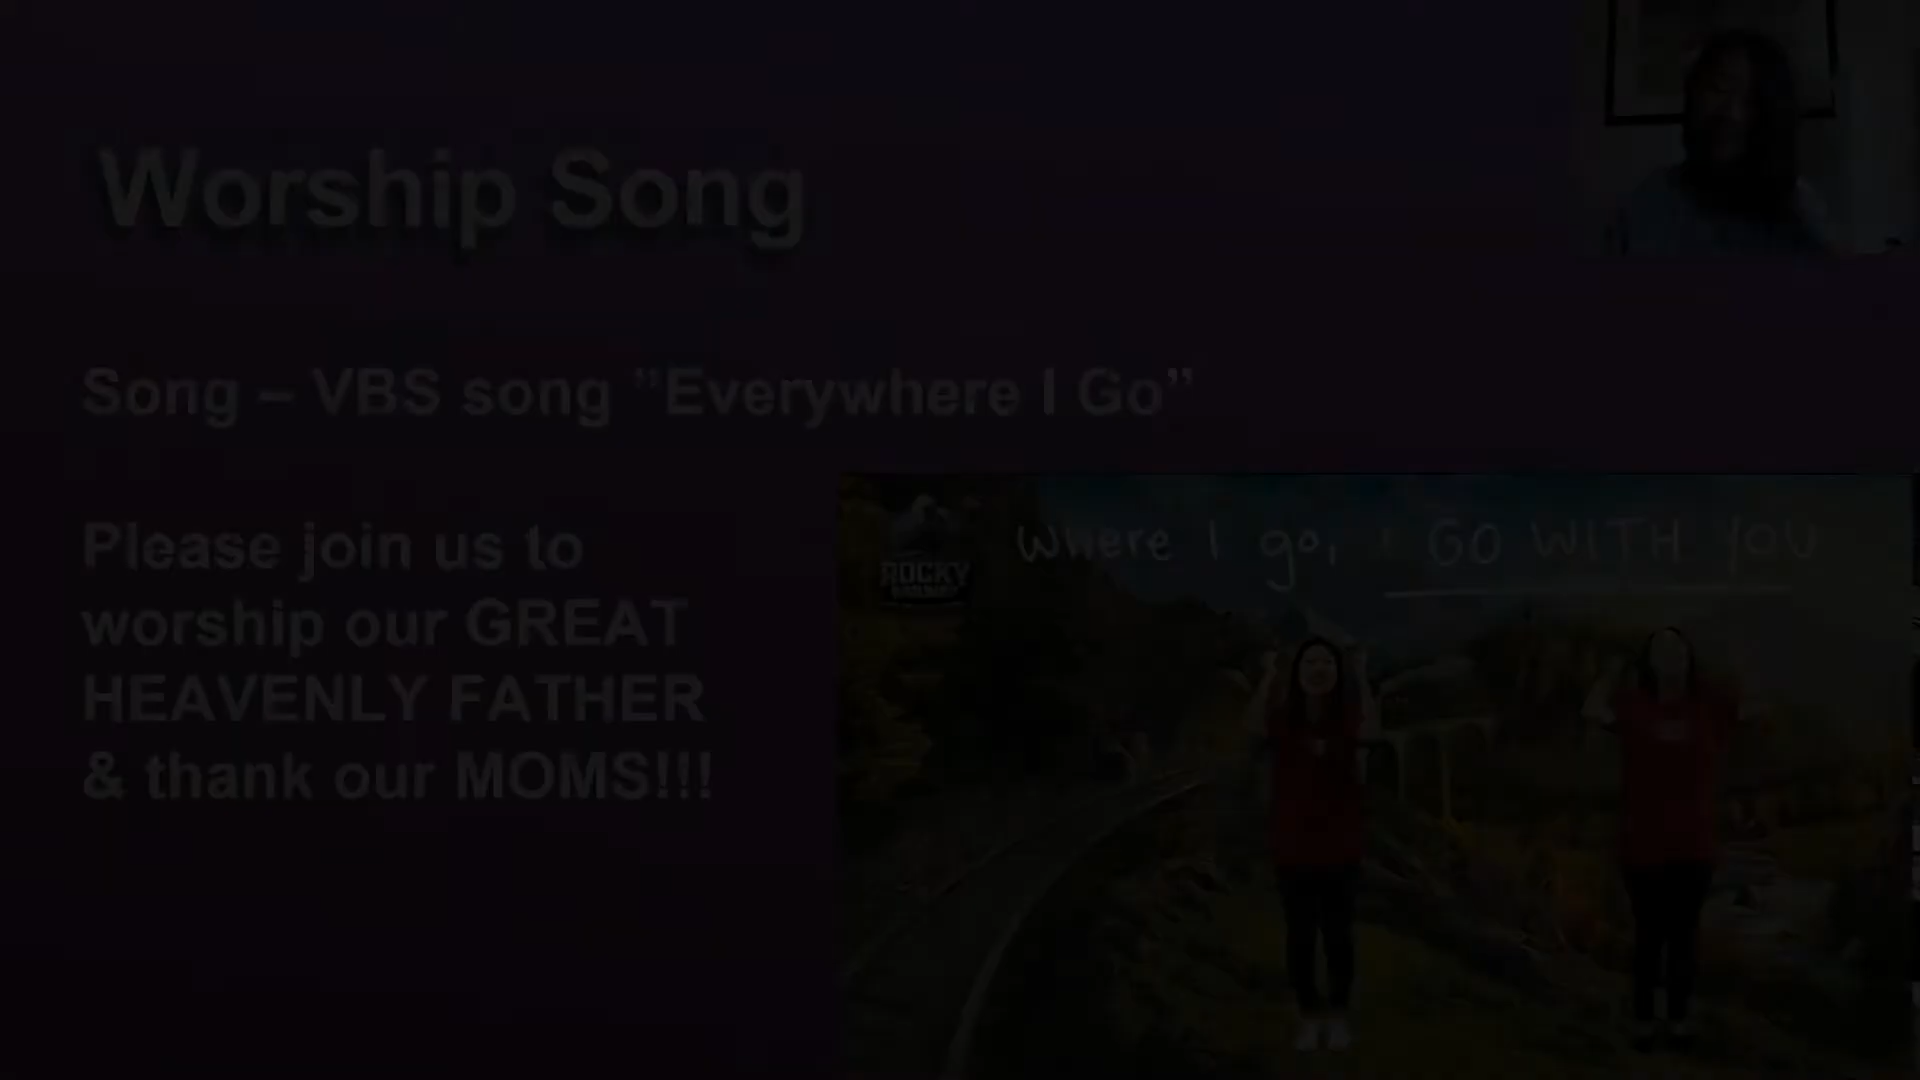 Worship Song
Song – VBS song ”Everywhere I Go”
Please join us to
worship our GREAT
HEAVENLY FATHER
& thank our MOMS!!!
Where I go, I GO WITH YOU
ROCKY
RAILWAY